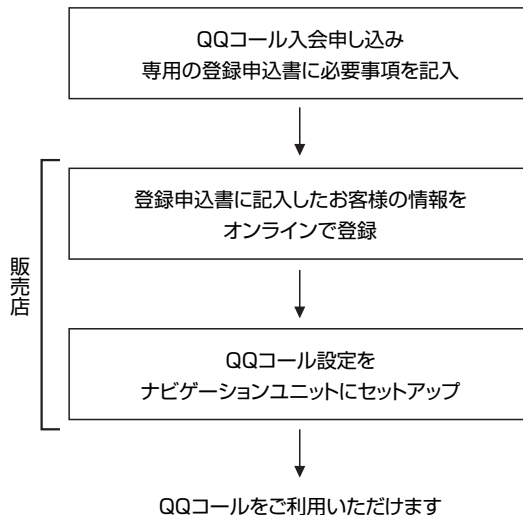 QQコール入会申し込み
専用の登録申込書に必要事項を記入
販売店
登録申込書に記入したお客様の情報を
オンラインで登録
QQコール設定を
ナビゲーションユニットにセットアップ
QQコールをご利用いただけます